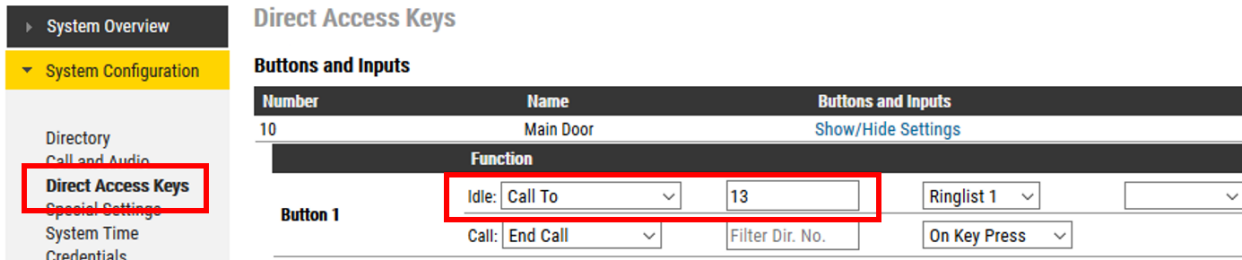 System Overview
System Configuration
Directory
Call and Audio
Direct Access Keys
Special Settings
System Time
Credentials
Direct Access Keys
Buttons and Inputs
Number Name Buttons and Inputs
10 Main Door Show/Hide Settings
Function
Button 1
Idle: Call To 13 Ringlist 1
Call: End Call Filter Dir. No. On Key Press